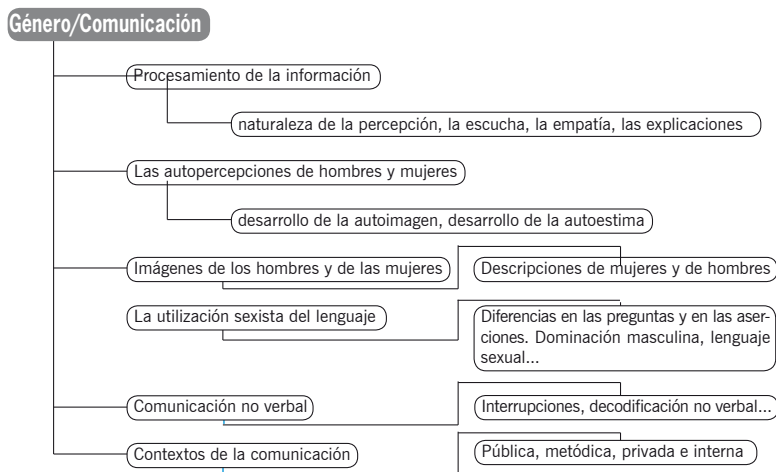 Género/Comunicación
Procesamiento de la información
naturaleza de la percepción, la escucha, la empatía, las explicaciones
Las autopercepciones de hombres y mujeres
desarrollo de la autoimagen, desarrollo de la autoestima
Imágenes de los hombres y de las mujeres
Descripciones de mujeres y de hombres
La utilización sexista del lenguaje
Diferencias en las preguntas y en las aser-
ciones. Dominación masculina, lenguaje
sexual...
Comunicación no verbal
Interrupciones, decodificación no verbal...
Contextos de la comunicación
Pública, metódica, privada e interna